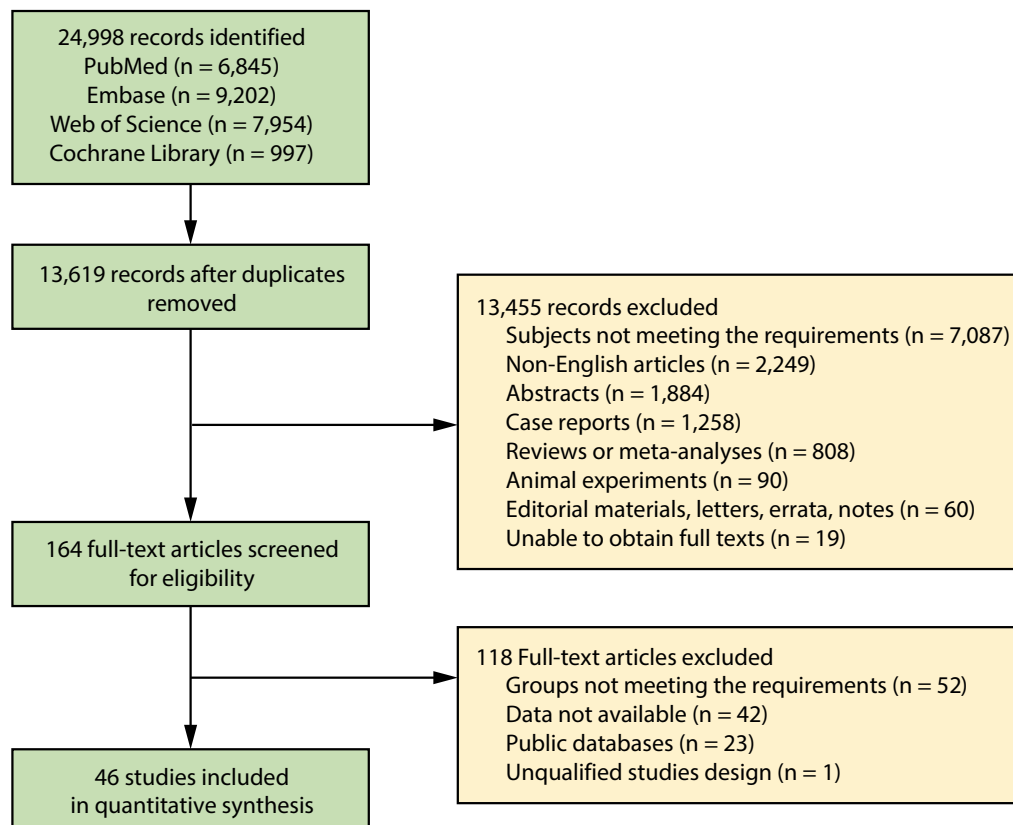 24,998 records identified
PubMed (n = 6,845)
Embase (n = 9,202)
Web of Science (n = 7,954)
Cochrane Library (n = 997)
13,619 records after duplicates
removed
13,455 records excluded
Subjects not meeting the requirements (n = 7,087)
Non-English articles (n = 2,249)
Abstracts (n = 1,884)
Case reports (n = 1,258)
Reviews or meta-analyses (n = 808)
Animal experiments (n = 90)
Editorial materials, letters, errata, notes (n = 60)
Unable to obtain full texts (n = 19)
164 full-text articles screened
for eligibility
118 Full-text articles excluded
Groups not meeting the requirements (n = 52)
Data not available (n = 42)
Public databases (n = 23)
Unqualified studies design (n = 1)
46 studies included
in quantitative synthesis